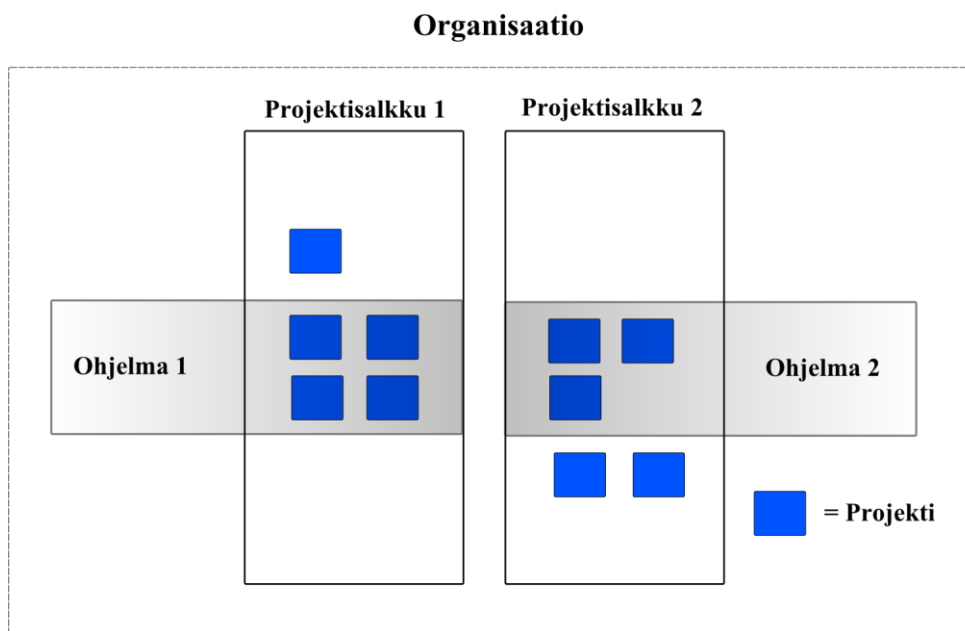 Organisaatio
Projektisalkku 1
Projektisalkku 2
Ohjelma 1
Ohjelma 2
= Projekti